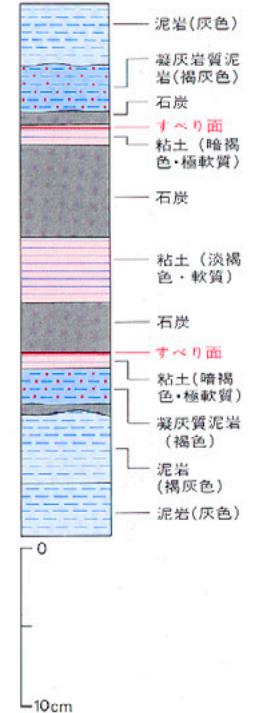 泥岩(灰色)
凝灰岩質泥
岩(褐灰色)
石炭
すべり面
粘土(暗褐
色・極軟質)
石炭
粘土(淡褐
色・軟質)
石炭
すべり面
粘土(暗褐
色・極軟質)
凝灰質泥岩
(褐色)
泥岩
(褐灰色)
泥岩(灰色)
0
10cm